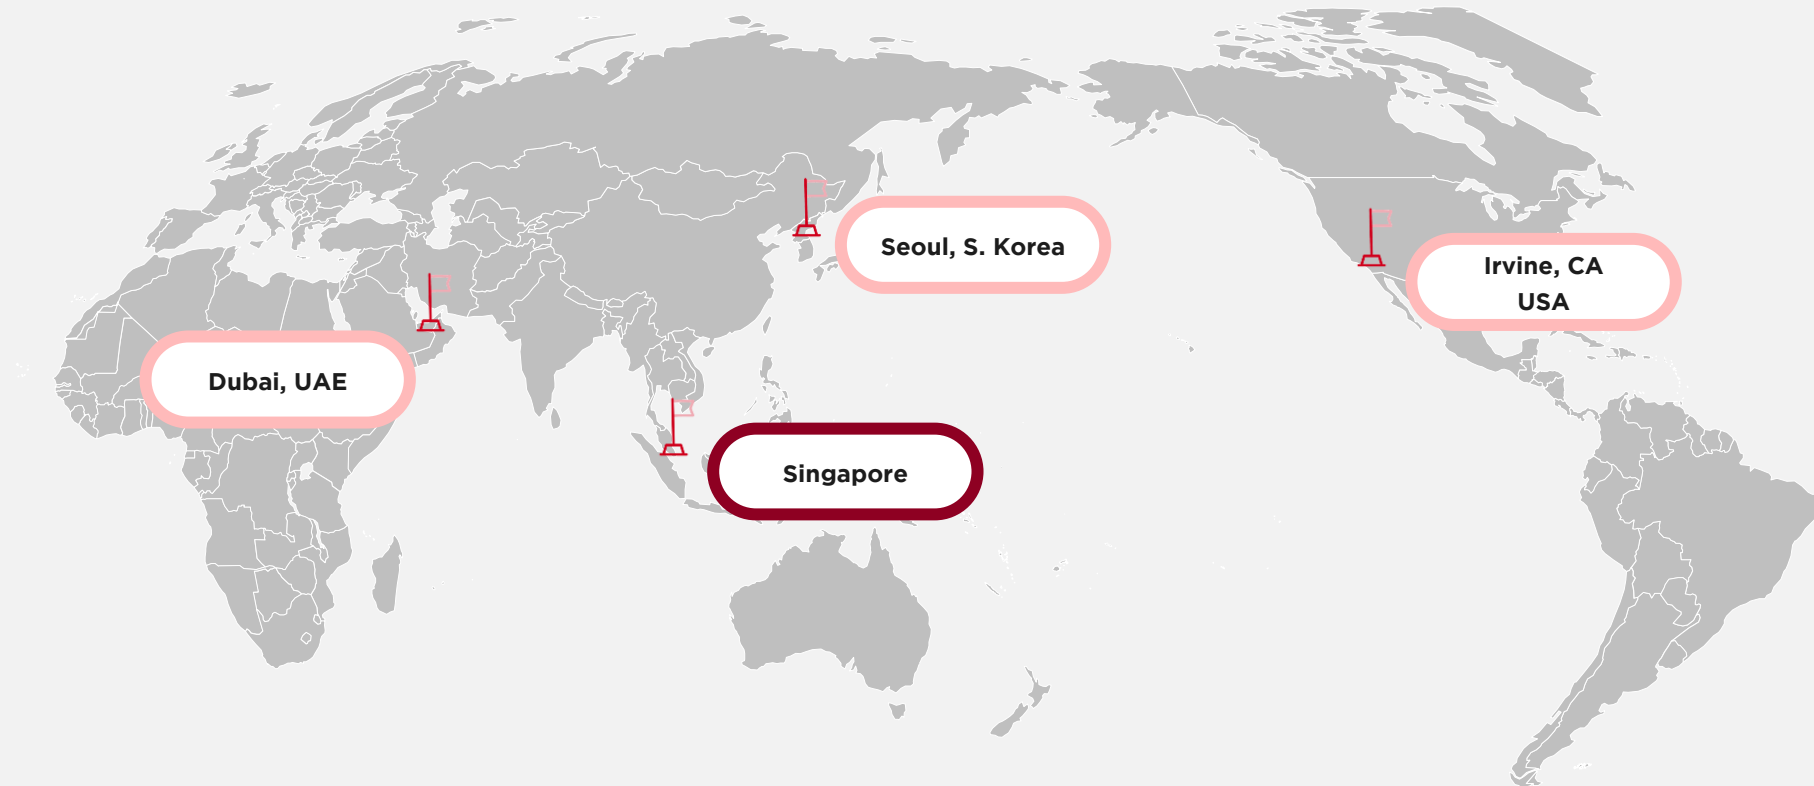 Seoul, S. Korea
Irvine, CA
USA
Dubai, UAE
Singapore